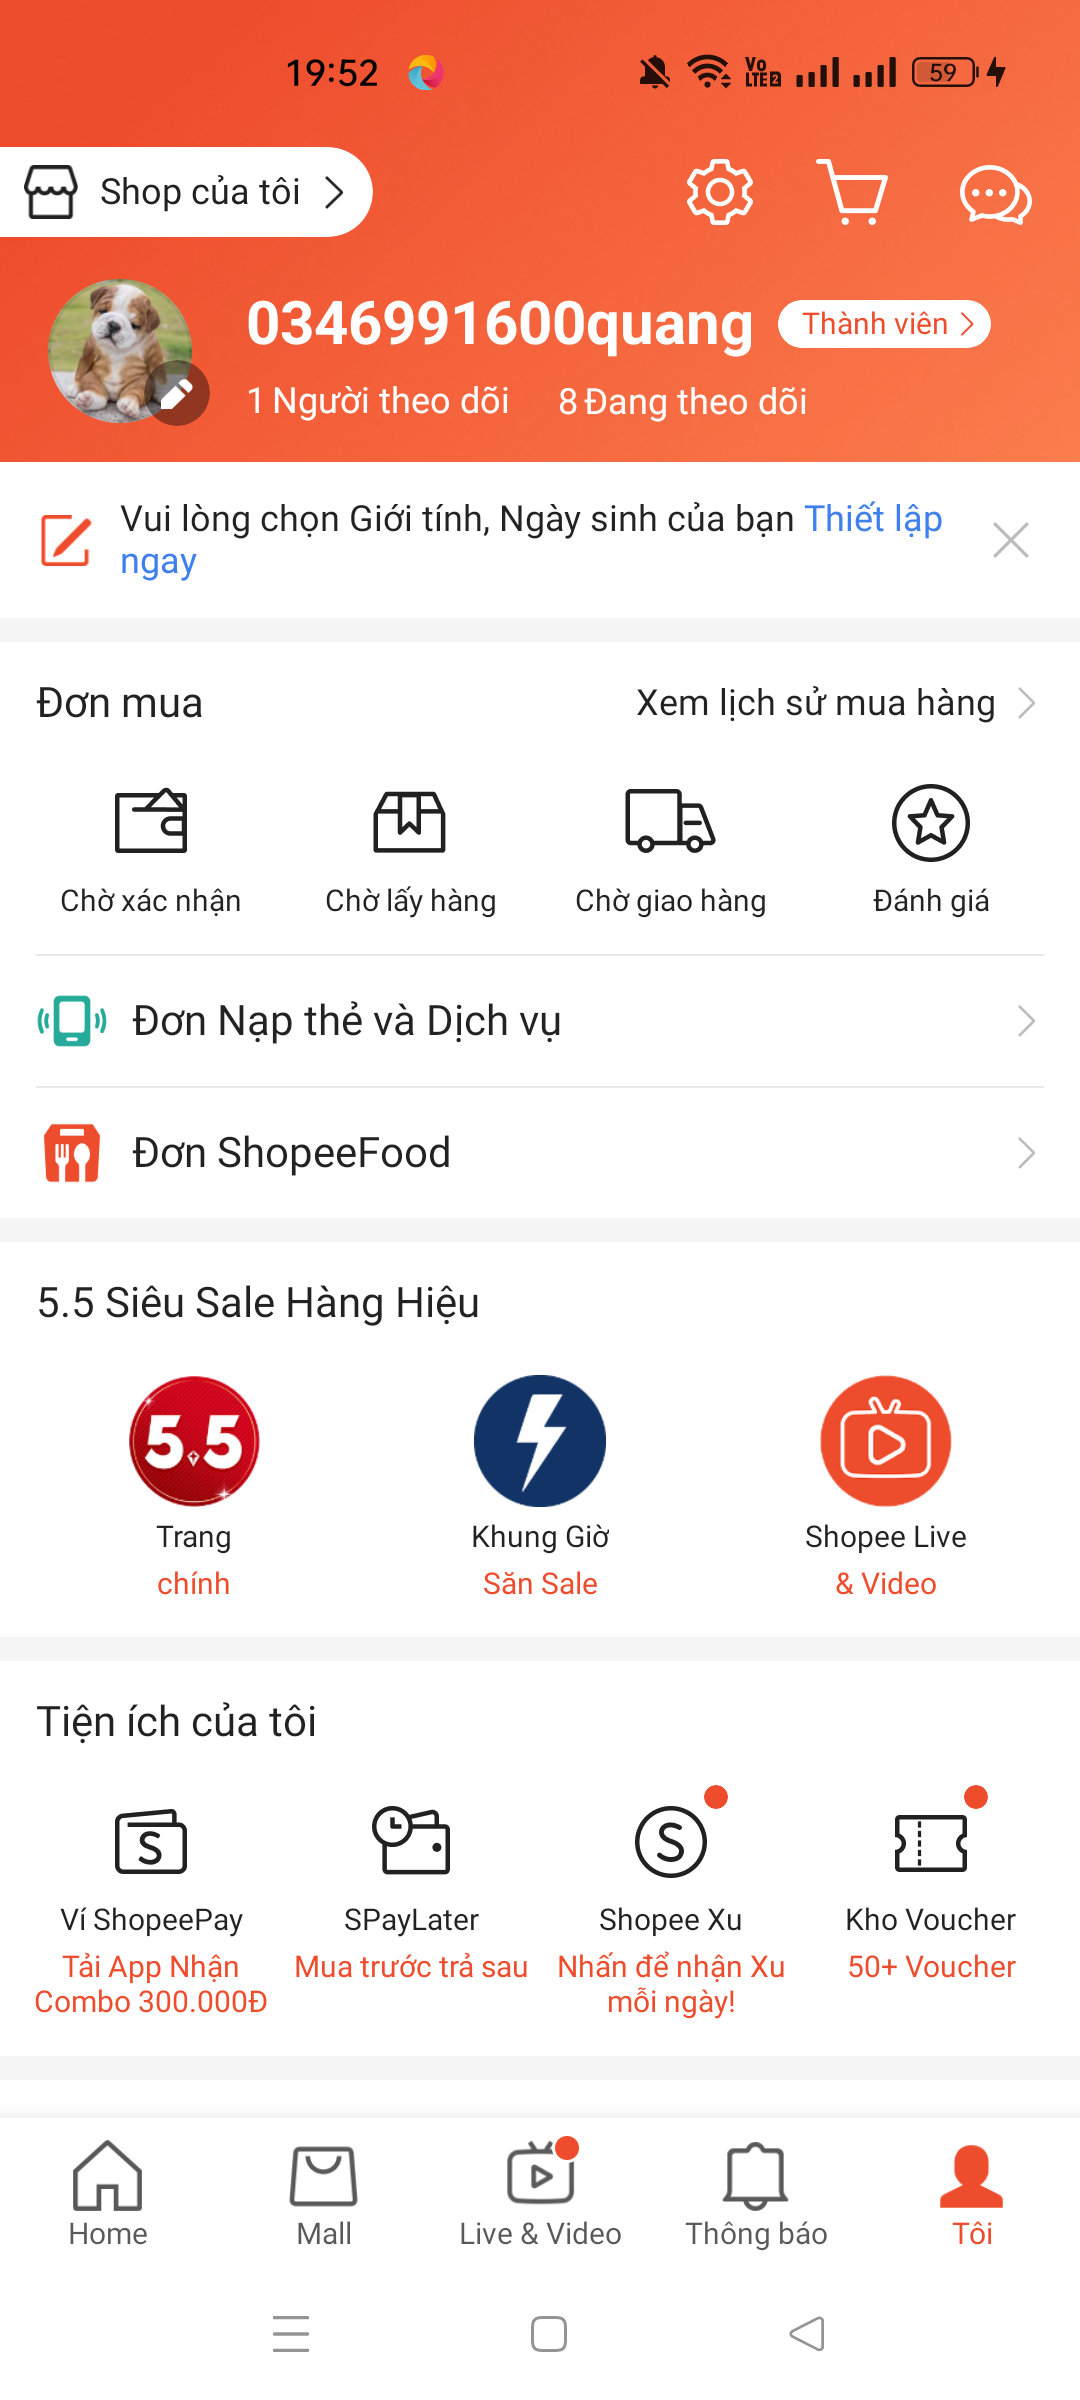 19:52
Vo
LTE 2
59
Shop của tôi
0346991600quang
Thành viên
1 Người theo dõi
8 Đang theo dõi
Vui lòng chọn Giới tính, Ngày sinh của bạn Thiết lập
ngay
Đơn mua
Xem lịch sử mua hàng
Chờ xác nhận
Chờ lấy hàng
Chờ giao hàng
Đánh giá
Đơn Nạp thẻ và Dịch vụ
Đơn ShopeeFood
5.5 Siêu Sale Hàng Hiệu
5.5
Trang
chính
Khung Giờ
Săn Sale
Shopee Live
& Video
Tiện ích của tôi
S
Ví ShopeePay
Tải App Nhận
Combo 300.000Đ
SPayLater
Mua trước trả sau
S
Shopee Xu
Nhấn để nhận Xu
mỗi ngày!
Kho Voucher
50+ Voucher
Home
Mall
Live & Video
Thông báo
Tôi